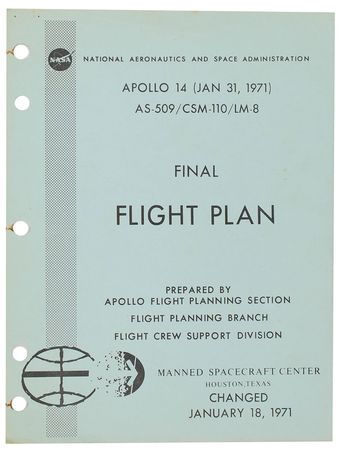 NASA
NATIONAL AERONAUTICS AND SPACE ADMINISTRATION
APOLLO 14 (JAN 31, 1971)
AS-509/CSM-110/LM-8
FINAL
FLIGHT PLAN
PREPARED BY
APOLLO FLIGHT PLANNING SECTION
FLIGHT PLANNING BRANCH
FLIGHT CREW SUPPORT DIVISION
MANNED SPACECRAFT CENTER
HOUSTON, TEXAS
CHANGED
JANUARY 18, 1971